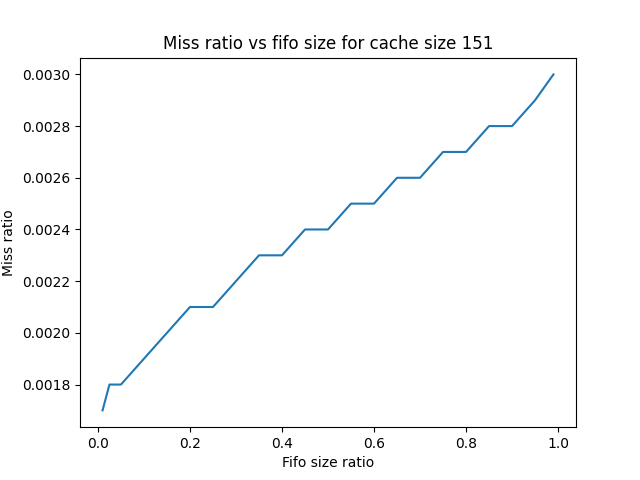 Miss ratio vs fifo size for cache size 151
0.0030
0.0028
0.0026
0.0024
0.0022
0.0020
0.0018
Miss ratio
0.0 0.2 0.4 0.6 0.8 1.0
Fifo size ratio